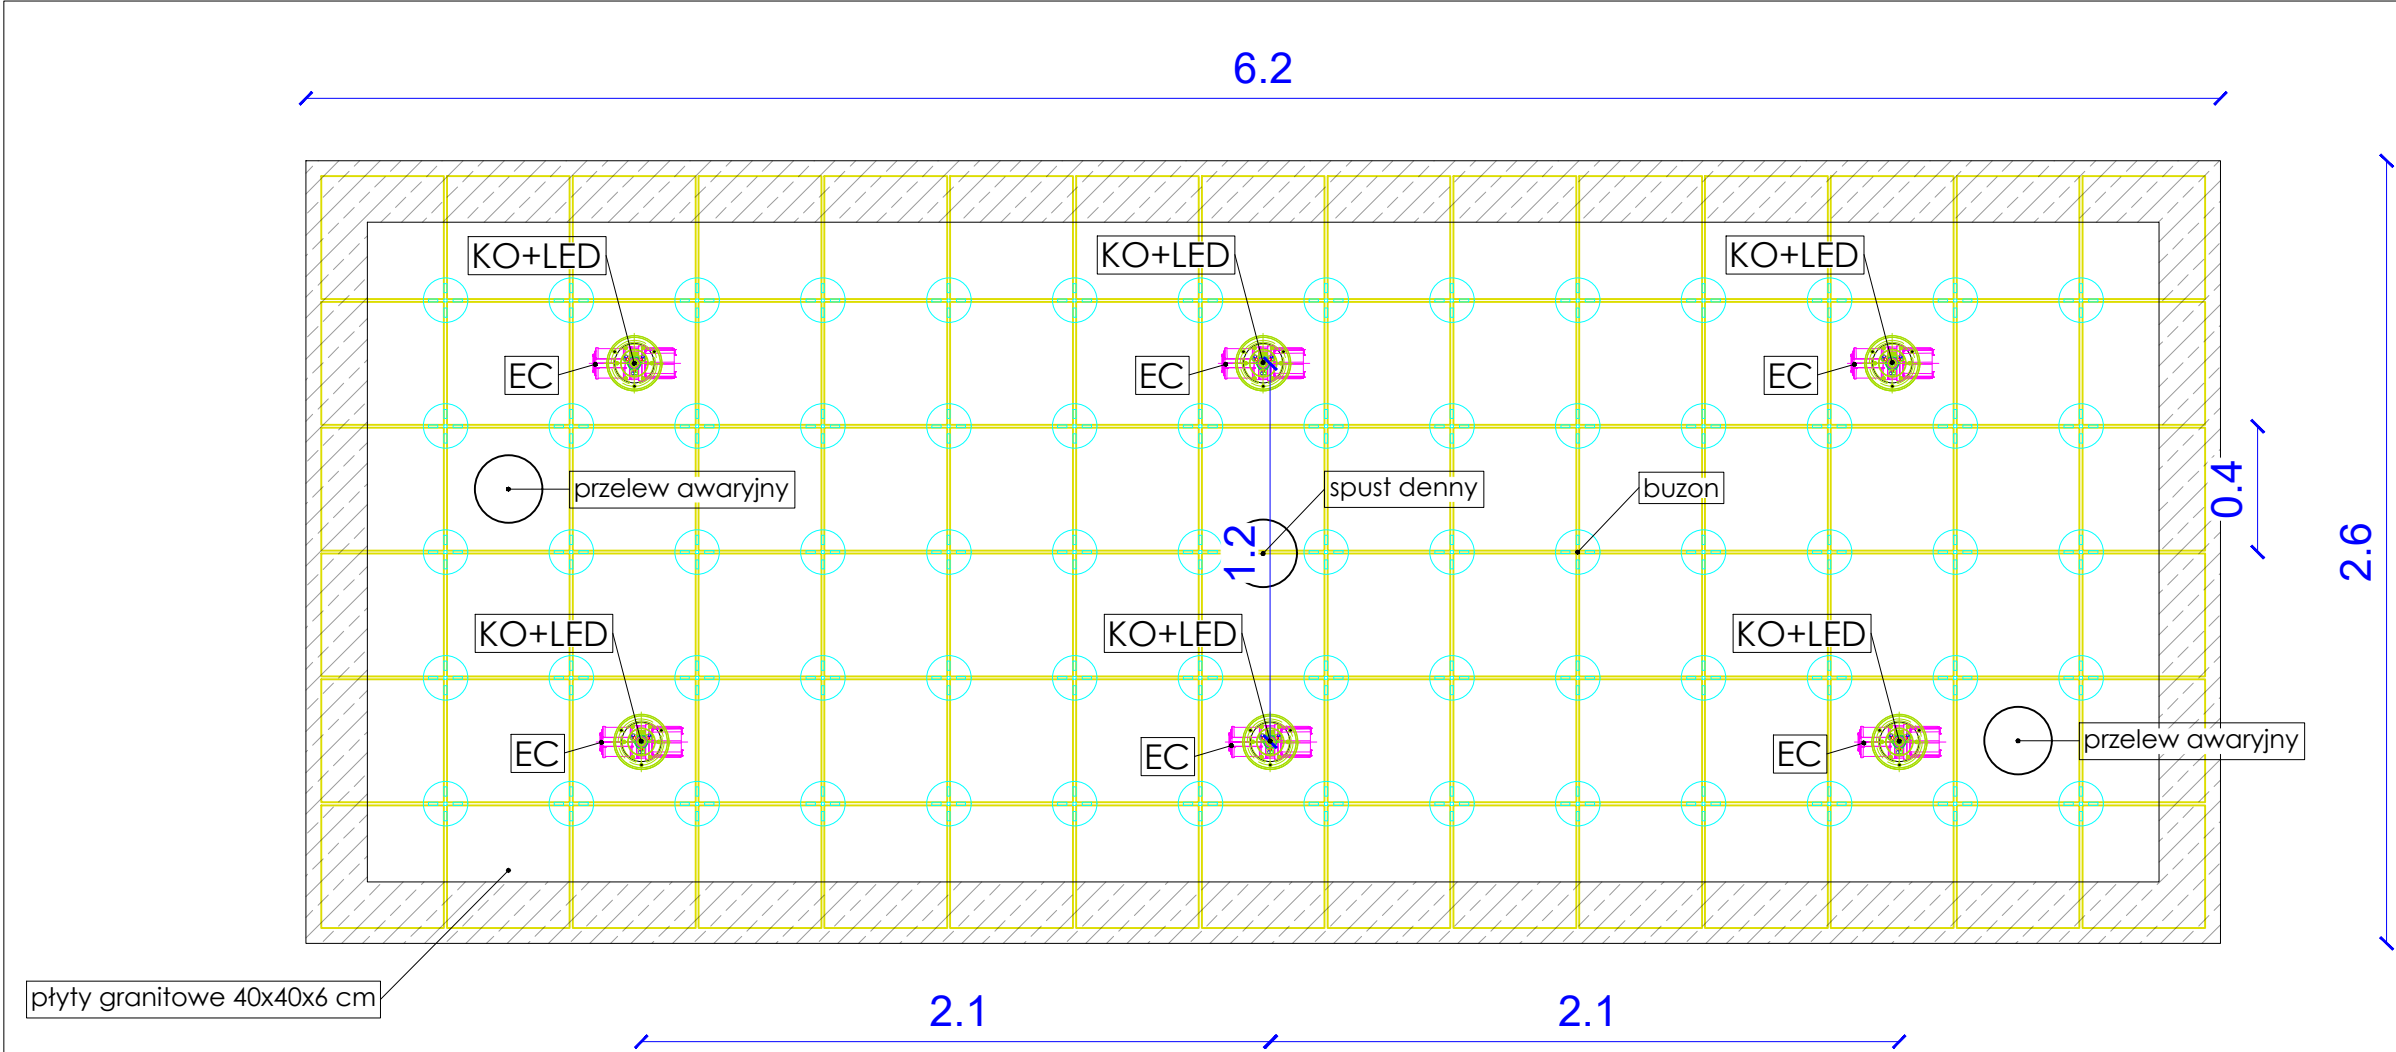 6.2
KO+LED
KO+LED
KO+LED
EC
EC
EC
przelew awaryjny
spust denny
buzon
0.4
1.2
2.6
KO+LED
KO+LED
KO+LED
EC
EC
EC
przelew awaryjny
płyty granitowe 40x40x6 cm
2.1
2.1